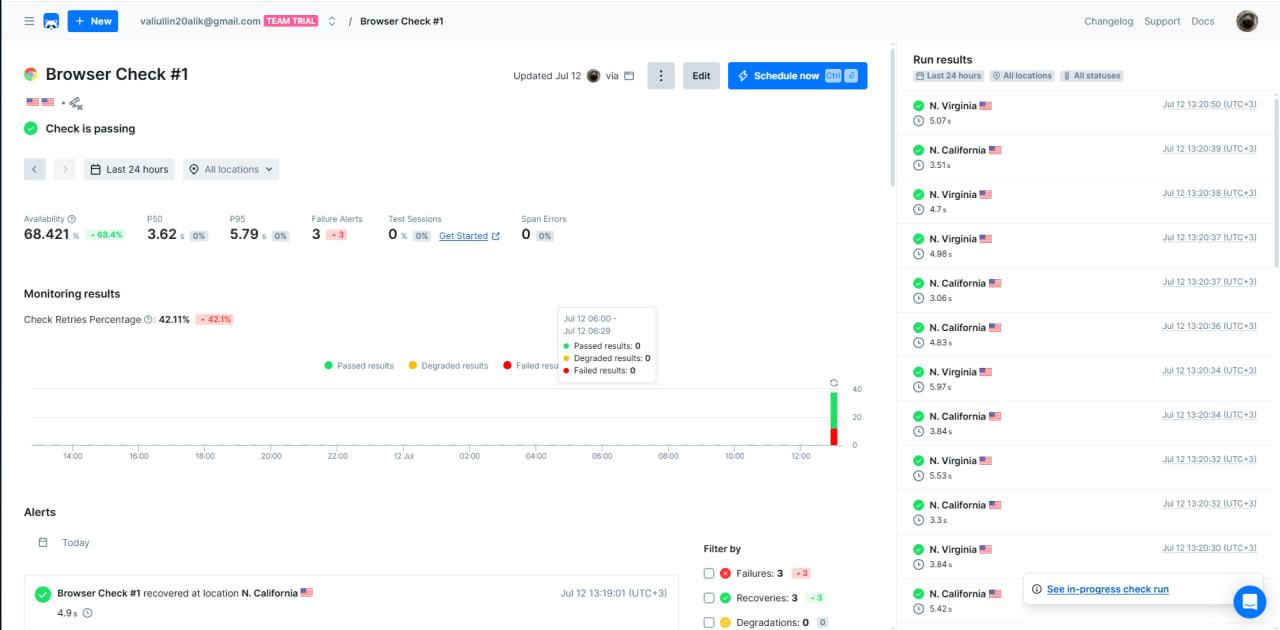 + New
valiullin20alik@gmail.com TEAM TRIAL / Browser Check #1
Changelog Support Docs
Browser Check #1
Updated Jul 12 via
Edit
Schedule now Ctrl
Check is passing
Last 24 hours
All locations
Availability
68.421 % 68.4%
P50
3.62 s 0%
P95
5.79 s 0%
Failure Alerts
3 3
Test Sessions
0 % 0% Get Started
Span Errors
0 0%
Monitoring results
Check Retries Percentage : 42.11% 42.1%
Passed results Degraded results Failed resu
Jul 12 06:00 -
Jul 12 06:29
Passed results: 0
Degraded results: 0
Failed results: 0
40
20
0
14:00 16:00 18:00 20:00 22:00 12 Jul 02:00 04:00 06:00 08:00 10:00 12:00
Alerts
Today
Browser Check #1 recovered at location N. California
Jul 12 13:19:01 (UTC+3)
4.9 s
Filter by
Failures: 3 3
Recoveries: 3 3
Degradations: 0 0
Run results
Last 24 hours All locations All statuses
N. Virginia Jul 12 13:20:50 (UTC+3)
5.07 s
N. California Jul 12 13:20:39 (UTC+3)
3.51 s
N. Virginia Jul 12 13:20:38 (UTC+3)
4.7 s
N. Virginia Jul 12 13:20:37 (UTC+3)
4.98 s
N. California Jul 12 13:20:37 (UTC+3)
3.06 s
N. California Jul 12 13:20:36 (UTC+3)
4.83 s
N. Virginia Jul 12 13:20:34 (UTC+3)
5.97 s
N. California Jul 12 13:20:34 (UTC+3)
3.84 s
N. Virginia Jul 12 13:20:32 (UTC+3)
5.53 s
N. California Jul 12 13:20:32 (UTC+3)
3.3 s
N. Virginia Jul 12 13:20:30 (UTC+3)
3.84 s
N. California
5.42 s
See in-progress check run